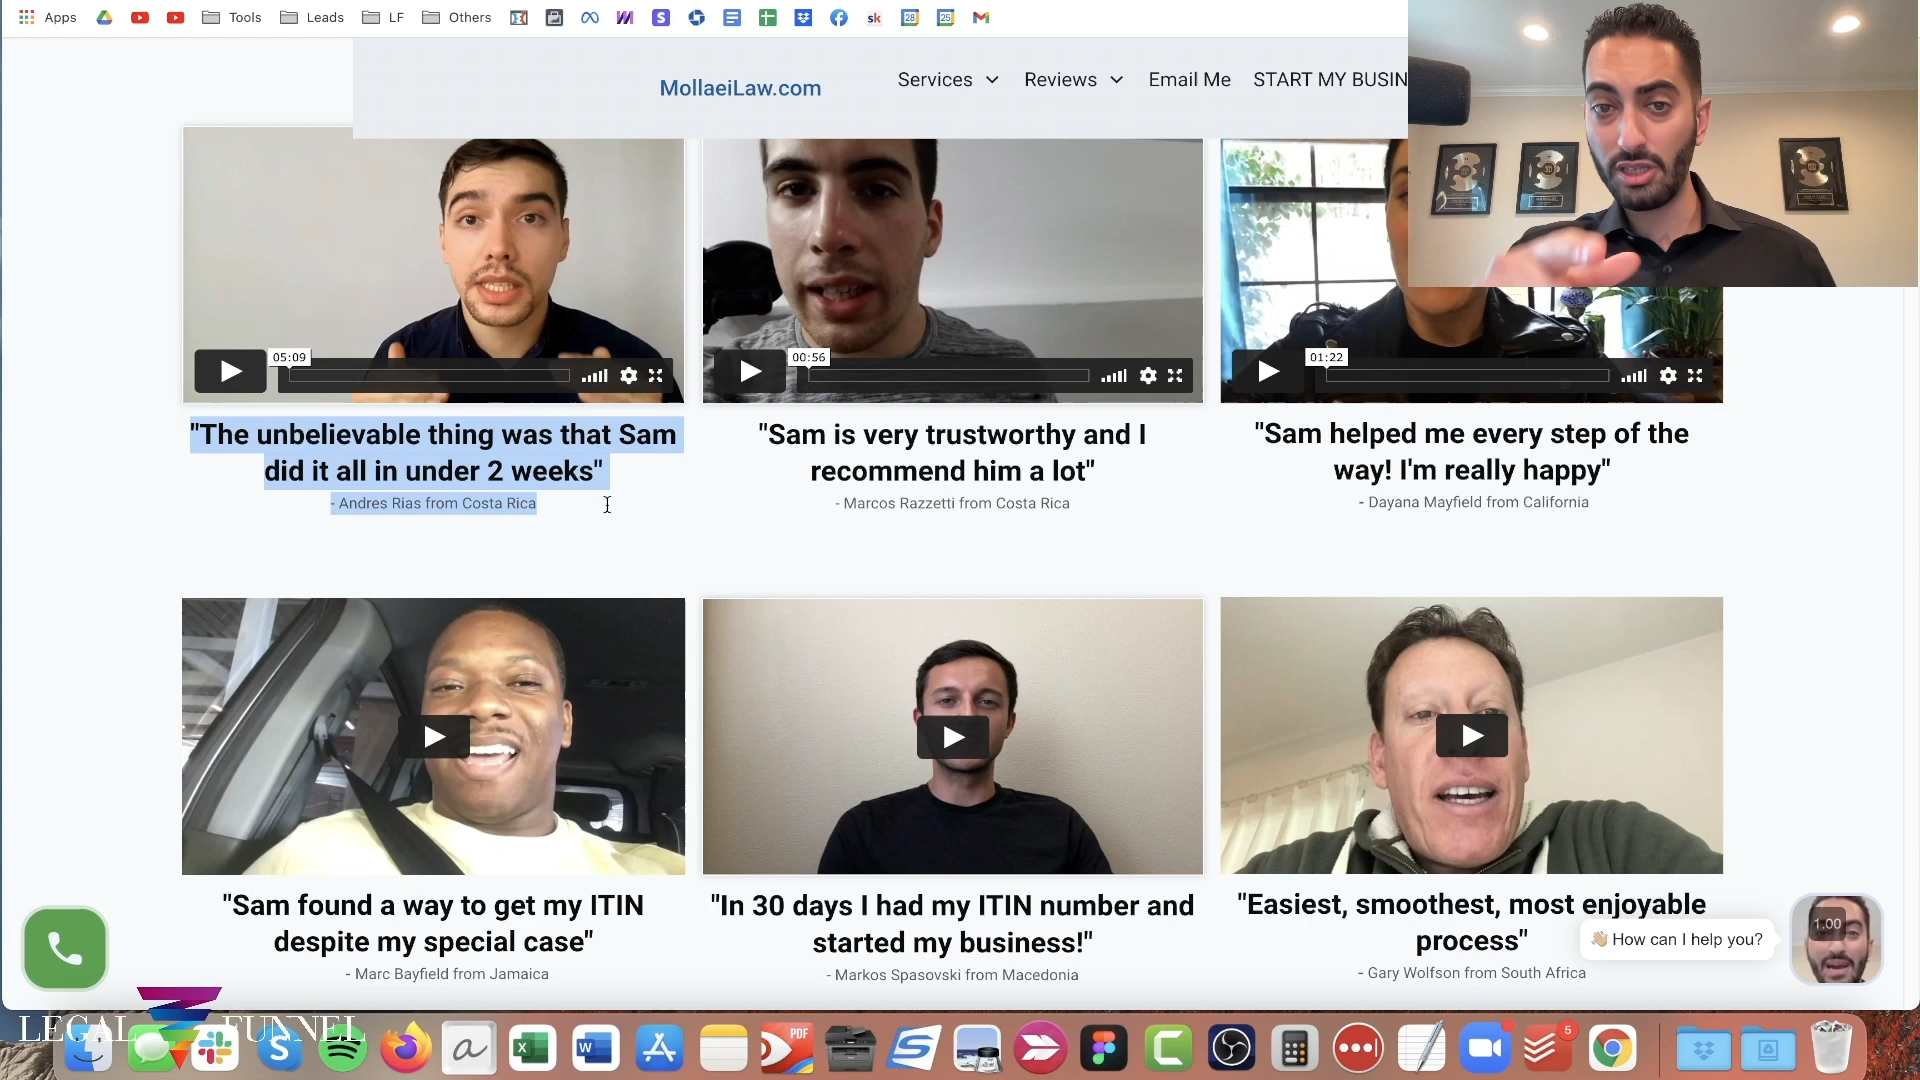 Apps
Tools
Leads
LF
Others
28
25
sk
MollaeiLaw.com
Services
Reviews
Email Me
START MY BUSIN
05:09
00:56
01:22
"The unbelievable thing was that Sam
did it all in under 2 weeks"
- Andres Rias from Costa Rica
"Sam is very trustworthy and I
recommend him a lot"
- Marcos Razzetti from Costa Rica
"Sam helped me every step of the
way! I'm really happy"
- Dayana Mayfield from California
"Sam found a way to get my ITIN
despite my special case"
- Marc Bayfield from Jamaica
"In 30 days I had my ITIN number and
started my business!"
- Markos Spasovski from Macedonia
"Easiest, smoothest, most enjoyable
process"
- Gary Wolfson from South Africa
👋 How can I help you?
1.00
LEGAL FUNNEL
PDF
5